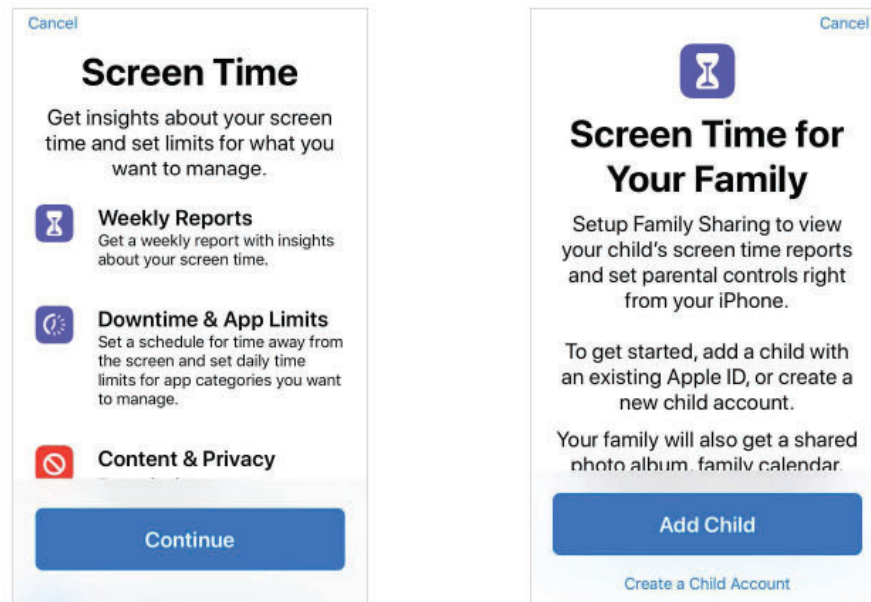 Cancel
Screen Time
Get insights about your screen
time and set limits for what you
want to manage.
Weekly Reports
Get a weekly report with insights
about your screen time.
Downtime & App Limits
Set a schedule for time away from
the screen and set daily time
limits for app categories you want
to manage.
Content & Privacy
Continue
Cancel
Screen Time for
Your Family
Setup Family Sharing to view
your child's screen time reports
and set parental controls right
from your iPhone.
To get started, add a child with
an existing Apple ID, or create a
new child account.
Your family will also get a shared
photo album, family calendar,
Add Child
Create a Child Account